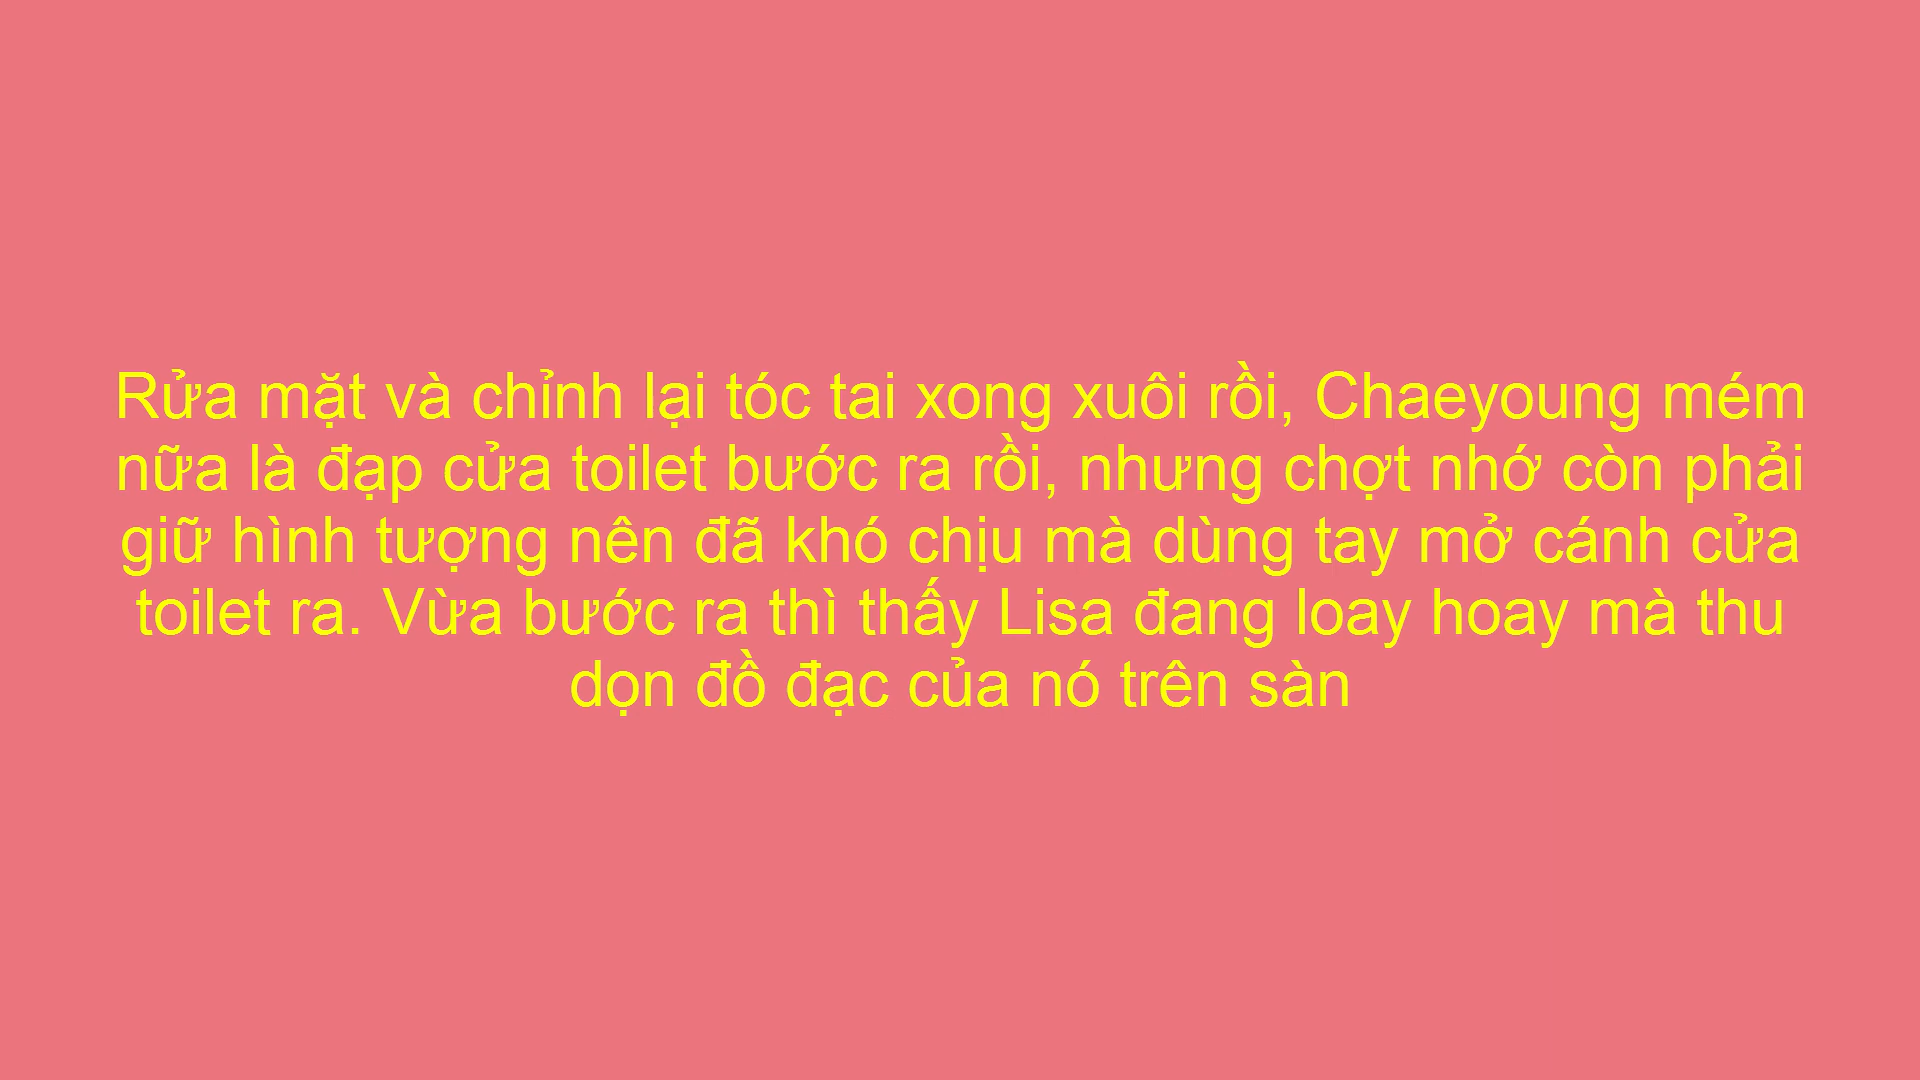 Rửa mặt và chỉnh lại tóc tai xong xuôi rồi, Chaeyoung mém
nữa là đạp cửa toilet bước ra rồi, nhưng chợt nhớ còn phải
giữ hình tượng nên đã khó chịu mà dùng tay mở cánh cửa
toilet ra. Vừa bước ra thì thấy Lisa đang loay hoay mà thu
dọn đồ đạc của nó trên sàn